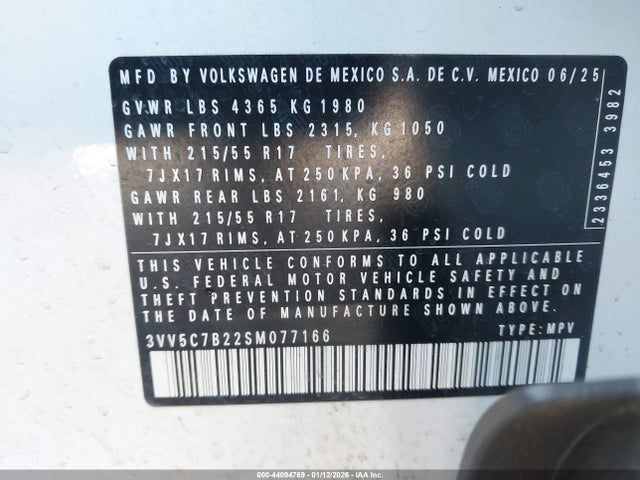 MFD BY VOLKSWAGEN DE MEXICO S.A. DE C.V. MEXICO 06/25
GVWR LBS 4365 KG 1980
GAWR FRONT LBS 2315, KG 1050
WITH 215/55 R17 TIRES,
7JX17 RIMS, AT 250 KPA, 36 PSI COLD
GAWR REAR LBS 2161, KG 980
WITH 215/55 R17 TIRES,
7JX17 RIMS, AT 250 KPA, 36 PSI COLD
2336453 3982
THIS VEHICLE CONFORMS TO ALL APPLICABLE
U.S. FEDERAL MOTOR VEHICLE SAFETY AND
THEFT PREVENTION STANDARDS IN EFFECT ON
THE DATE OF MANUFACTURE SHOWN ABOVE.
3VV5C7B22SM077166 TYPE: MPV
000-44094769 - 01/12/2026 - IAAI.COM